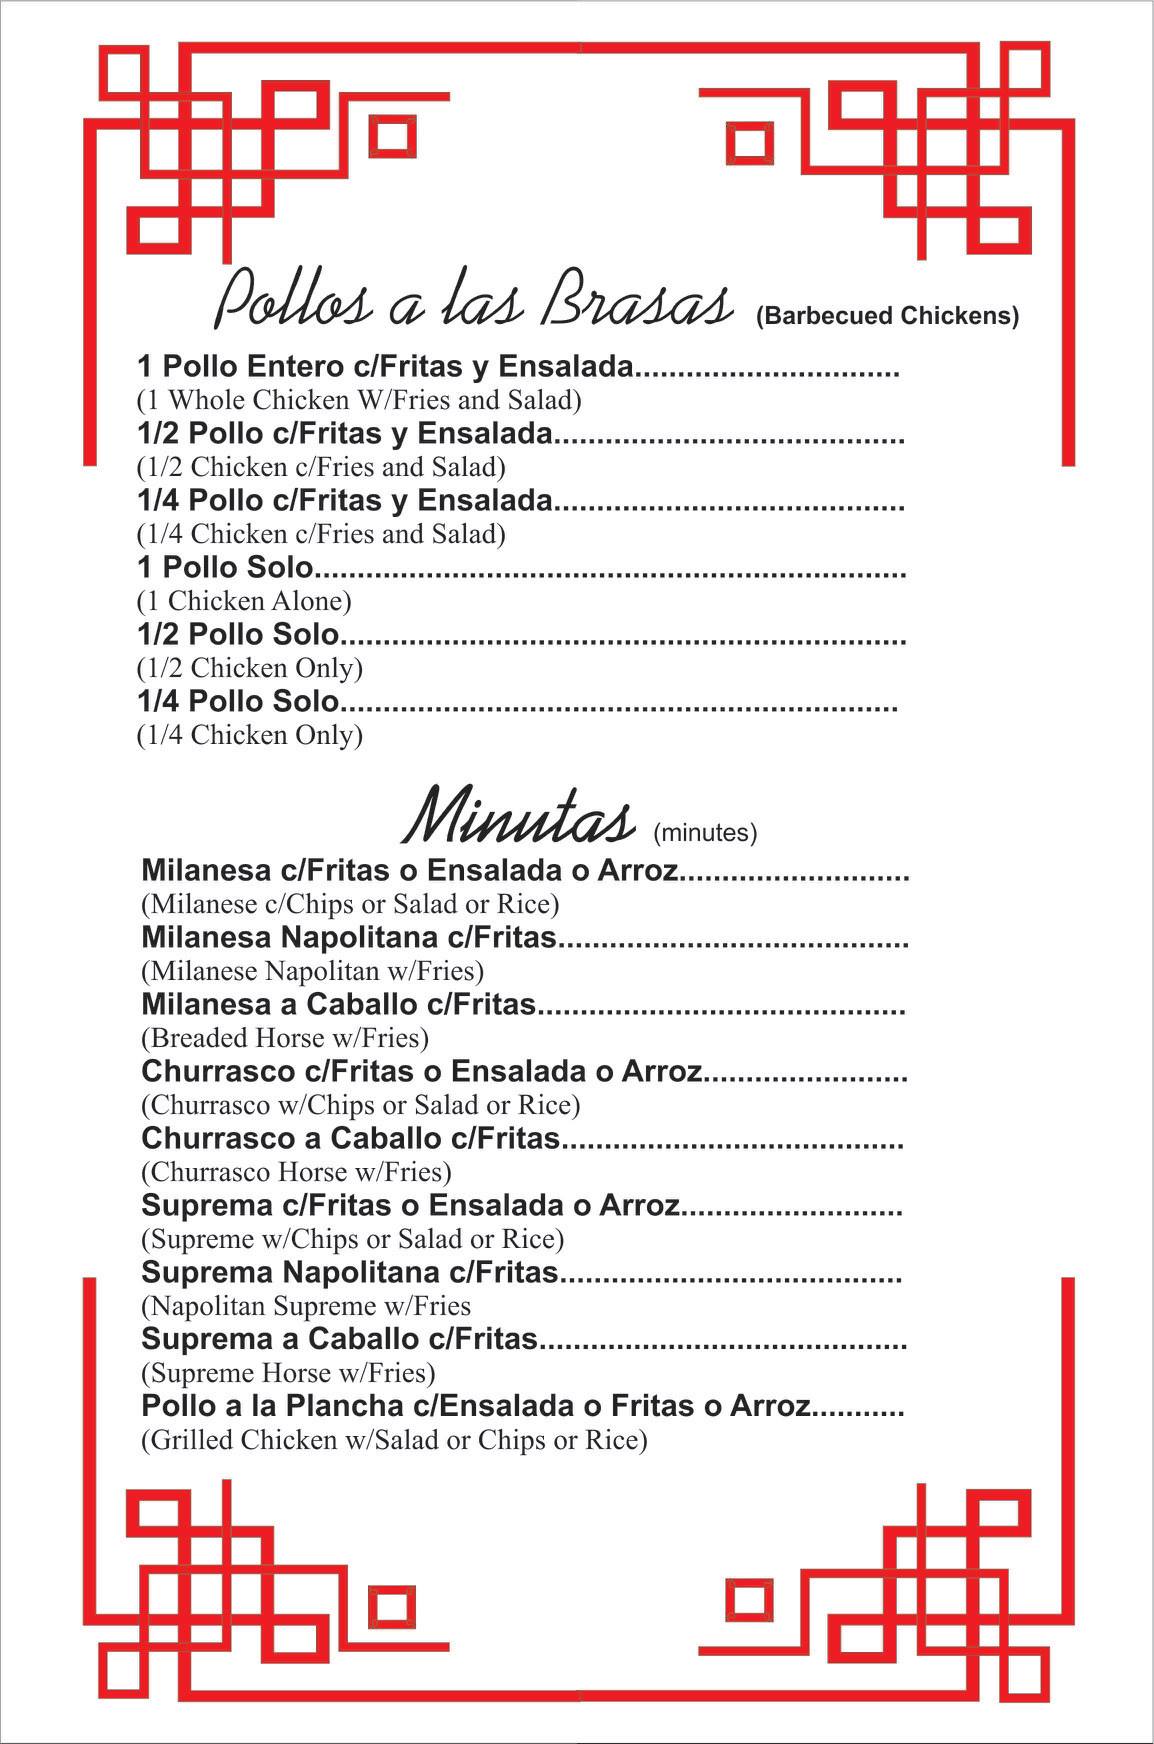 Pollos a las Brasas (Barbecued Chickens)
1 Pollo Entero c/Fritas y Ensalada...............................
(1 Whole Chicken W/Fries and Salad)
1/2 Pollo c/Fritas y Ensalada.........................................
(1/2 Chicken c/Fries and Salad)
1/4 Pollo c/Fritas y Ensalada.........................................
(1/4 Chicken c/Fries and Salad)
1 Pollo Solo.....................................................................
(1 Chicken Alone)
1/2 Pollo Solo..................................................................
(1/2 Chicken Only)
1/4 Pollo Solo.................................................................
(1/4 Chicken Only)
Minutas (minutes)
Milanesa c/Fritas o Ensalada o Arroz...........................
(Milanese c/Chips or Salad or Rice)
Milanesa Napolitana c/Fritas.........................................
(Milanese Napolitan w/Fries)
Milanesa a Caballo c/Fritas...........................................
(Breaded Horse w/Fries)
Churrasco c/Fritas o Ensalada o Arroz........................
(Churrasco w/Chips or Salad or Rice)
Churrasco a Caballo c/Fritas........................................
(Churrasco Horse w/Fries)
Suprema c/Fritas o Ensalada o Arroz..........................
(Supreme w/Chips or Salad or Rice)
Suprema Napolitana c/Fritas........................................
(Napolitan Supreme w/Fries
Suprema a Caballo c/Fritas...........................................
(Supreme Horse w/Fries)
Pollo a la Plancha c/Ensalada o Fritas o Arroz...........
(Grilled Chicken w/Salad or Chips or Rice)